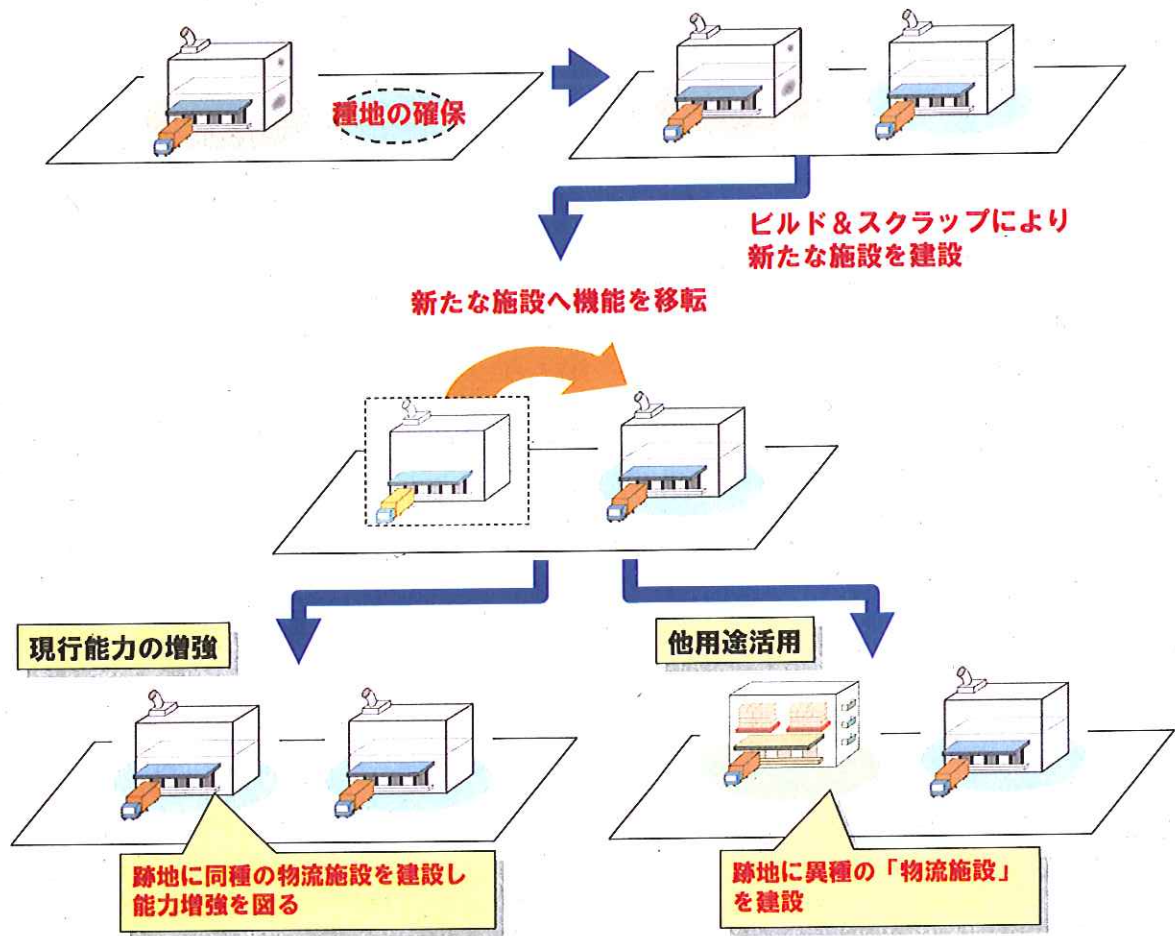 種地の確保
ビルド&スクラップにより
新たな施設を建設
新たな施設へ機能を移転
現行能力の増強
他用途活用
跡地に同種の物流施設を建設し
能力増強を図る
跡地に異種の「物流施設」
を建設